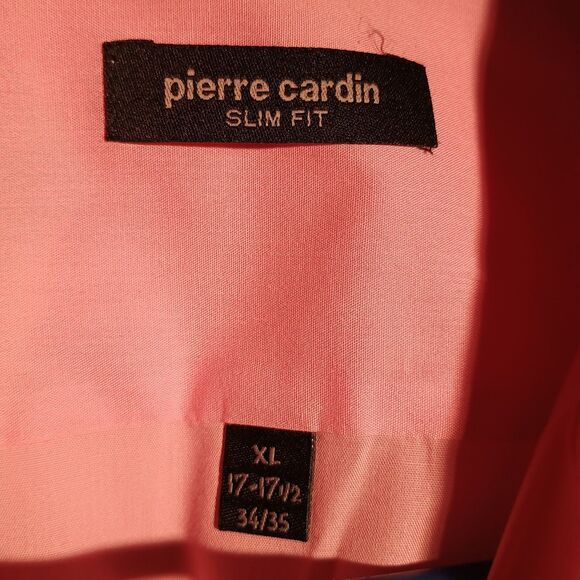 pierre cardin
SLIM FIT
XL
17-17 1/2
34/35